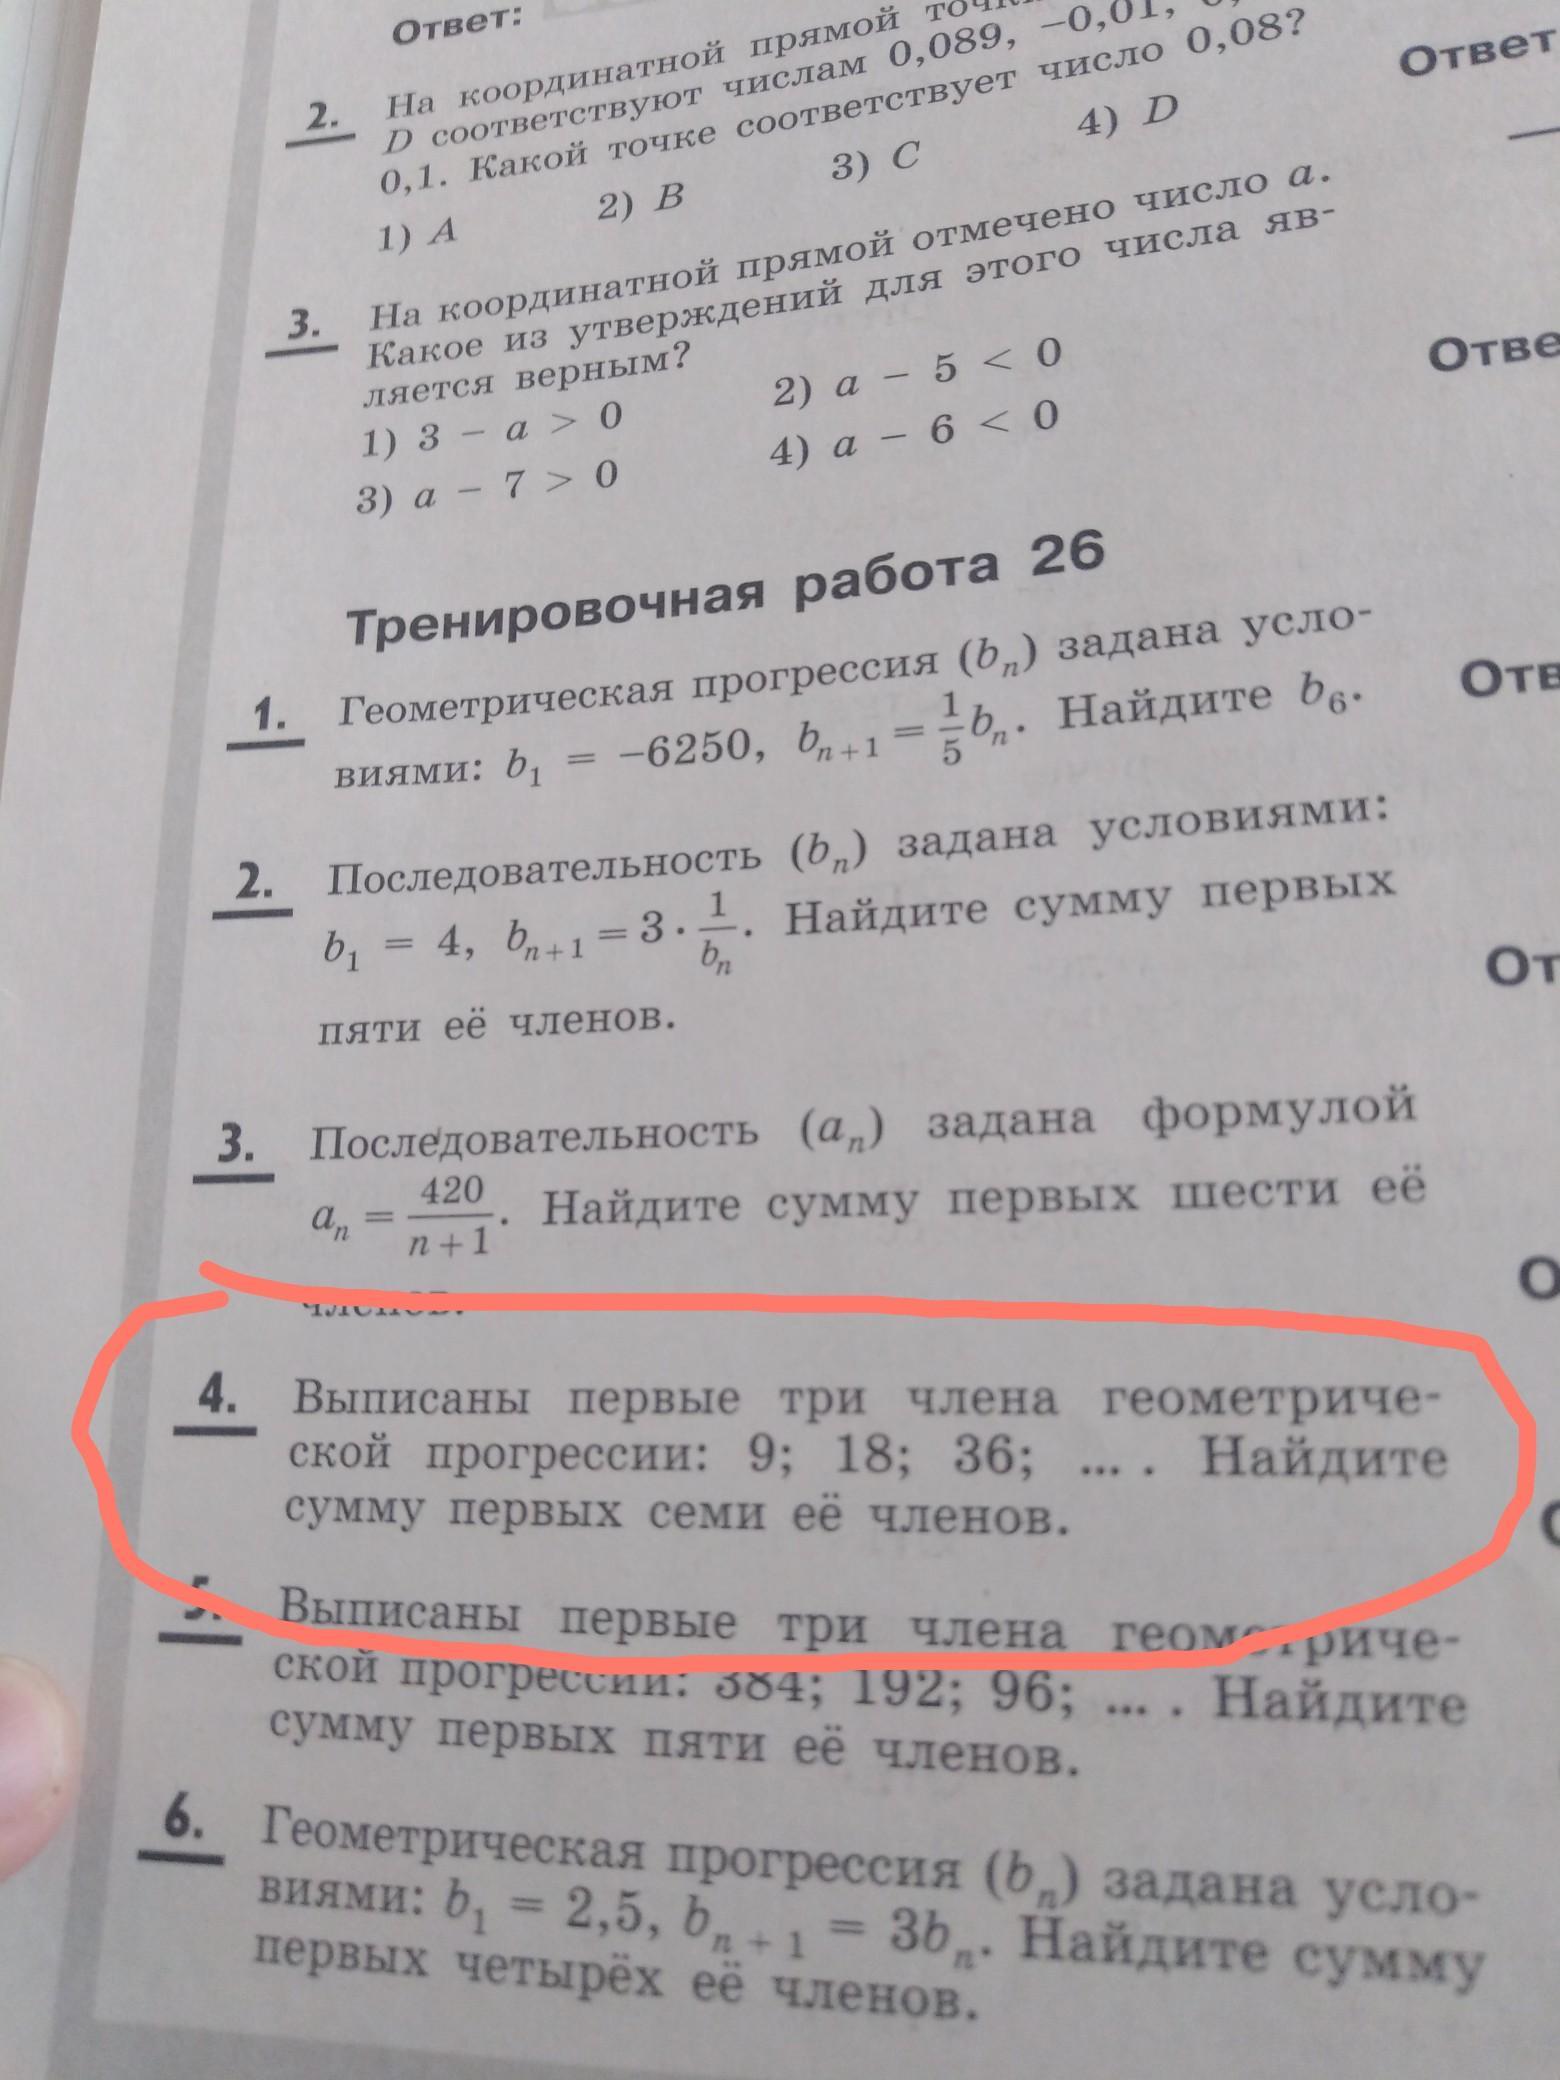 Ответ:
2. На координатной прямой
D соответствуют числам 0,089, –0,01,
0,1. Какой точке соответствует число 0,08?
1) A 2) B 3) C 4) D
3. На координатной прямой отмечено число a.
Какое из утверждений для этого числа яв-
ляется верным?
1) 3 – a > 0 2) a – 5 < 0
3) a – 7 > 0 4) a – 6 < 0
Тренировочная работа 26
1. Геометрическая прогрессия (bₙ) задана усло-
виями: b₁ = –6250, bₙ₊₁ = 1/5 bₙ. Найдите b₆.
2. Последовательность (bₙ) задана условиями:
b₁ = 4, bₙ₊₁ = 3 · 1/bₙ. Найдите сумму первых
пяти её членов.
3. Последовательность (aₙ) задана формулой
aₙ = 420/(n + 1). Найдите сумму первых шести её
членов.
4. Выписаны первые три члена геометриче-
ской прогрессии: 9; 18; 36; ... . Найдите
сумму первых семи её членов.
5. Выписаны первые три члена геометриче-
ской прогрессии: 384; 192; 96; ... . Найдите
сумму первых пяти её членов.
6. Геометрическая прогрессия (bₙ) задана усло-
виями: b₁ = 2,5, bₙ₊₁ = 3bₙ. Найдите сумму
первых четырёх её членов.
Ответ